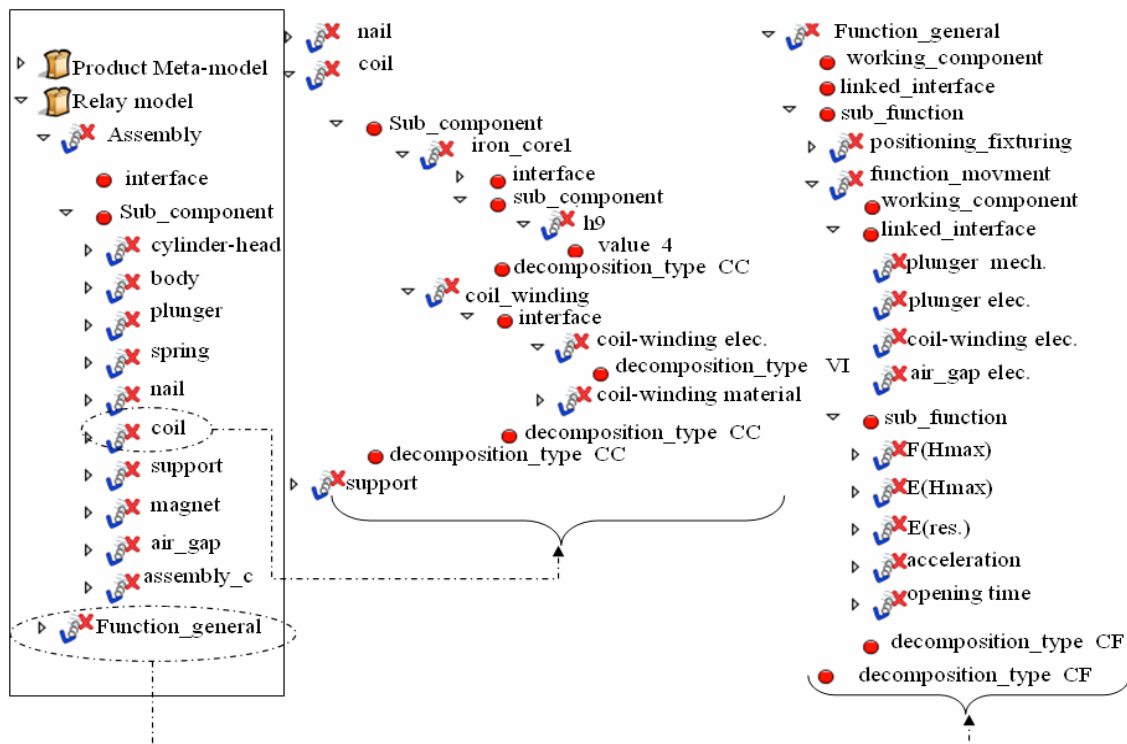 Product Meta-model
Relay model
Assembly
interface
Sub_component
cylinder-head
body
plunger
spring
nail
coil
support
magnet
air_gap
assembly_c
Function_general
nail
coil
Sub_component
iron_core1
interface
sub_component
h9
value 4
decomposition_type CC
coil_winding
interface
coil-winding elec.
decomposition_type VI
coil-winding material
decomposition_type CC
decomposition_type CC
support
Function_general
working_component
linked_interface
sub_function
positioning_fixturing
function_movment
working_component
linked_interface
plunger mech.
plunger elec.
coil-winding elec.
air_gap elec.
sub_function
F(Hmax)
E(Hmax)
E(res.)
acceleration
opening time
decomposition_type CF
decomposition_type CF